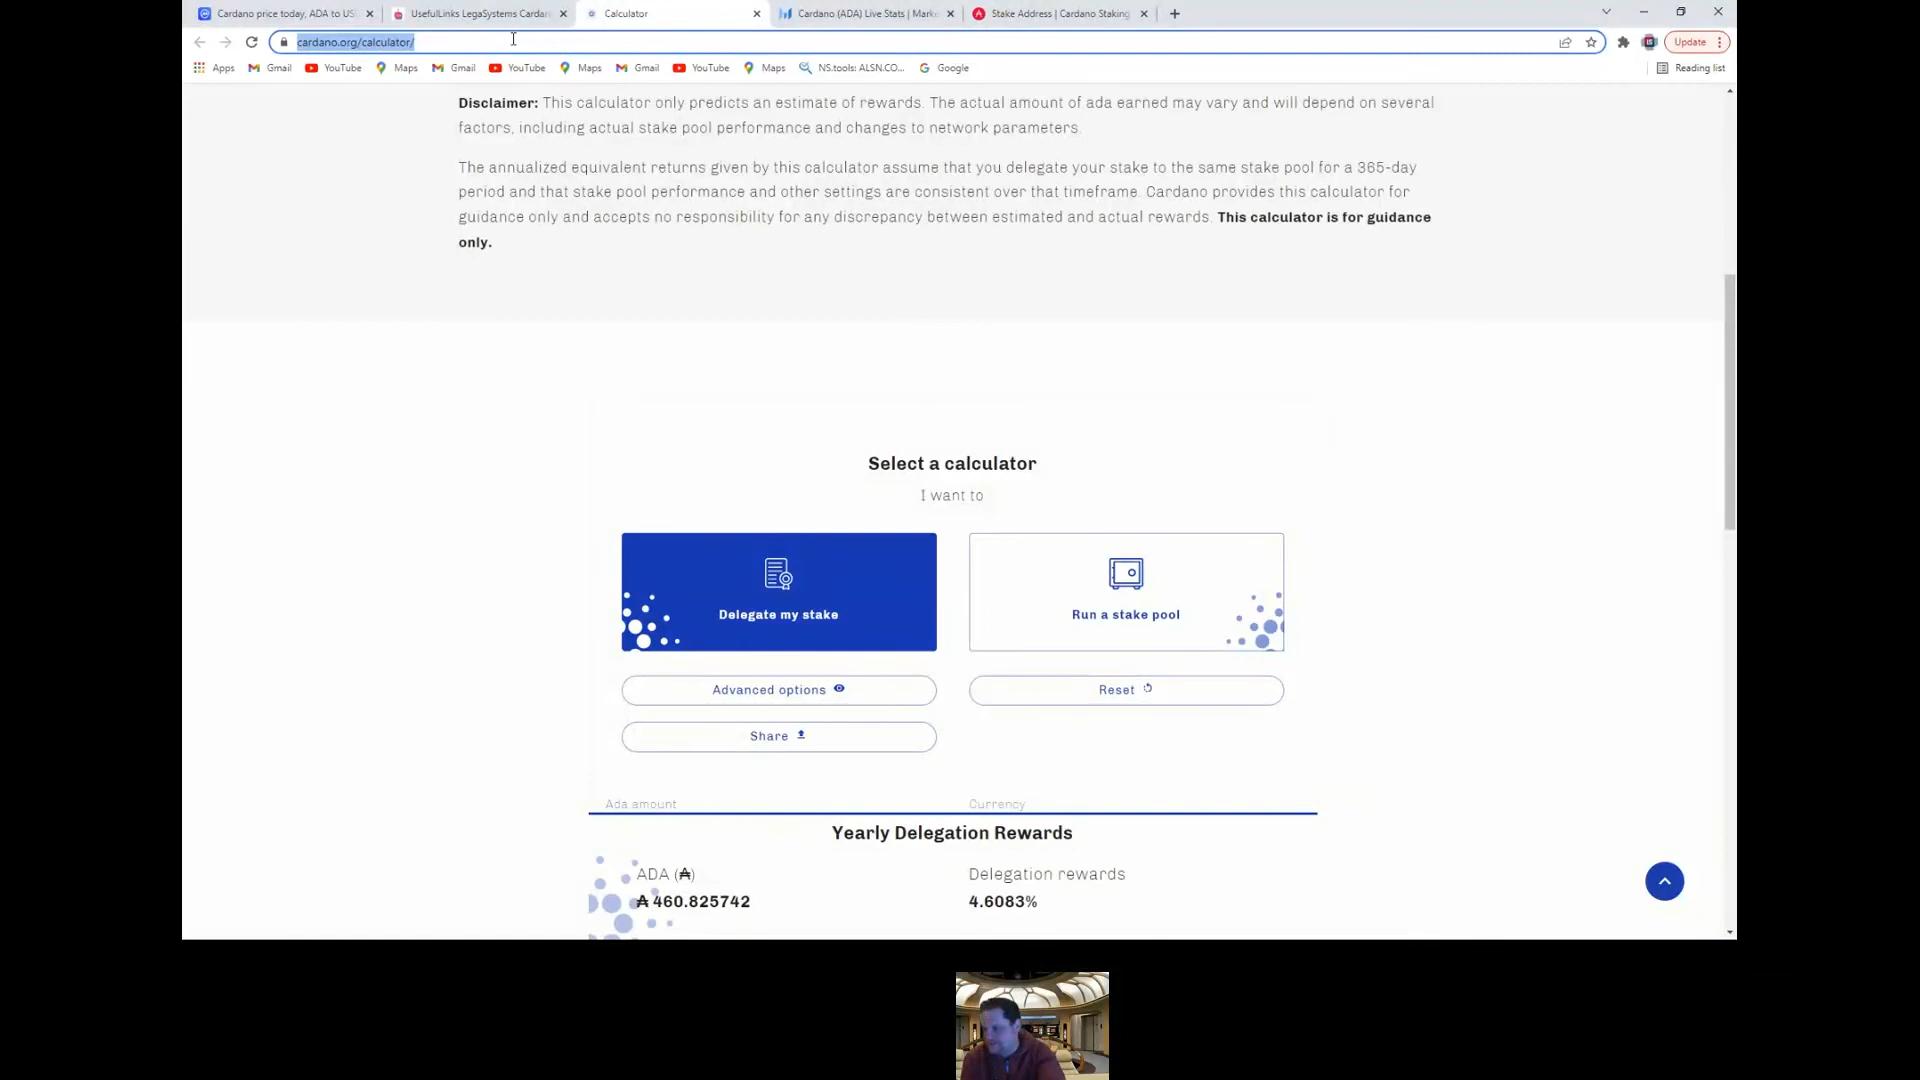 Cardano price today, ADA to US
UsefulLinks LegaSystems Cardan
Calculator
Cardano (ADA) Live Stats | Marke
Stake Address | Cardano Staking
cardano.org/calculator/
Update
Apps
Gmail
YouTube
Maps
Gmail
YouTube
Maps
Gmail
YouTube
Maps
NS.tools: ALSN.CO...
Google
Reading list
Disclaimer: This calculator only predicts an estimate of rewards. The actual amount of ada earned may vary and will depend on several
factors, including actual stake pool performance and changes to network parameters.
The annualized equivalent returns given by this calculator assume that you delegate your stake to the same stake pool for a 365-day
period and that stake pool performance and other settings are consistent over that timeframe. Cardano provides this calculator for
guidance only and accepts no responsibility for any discrepancy between estimated and actual rewards. This calculator is for guidance
only.
Select a calculator
I want to
Delegate my stake
Run a stake pool
Advanced options
Reset
Share
Ada amount
Currency
Yearly Delegation Rewards
ADA (₳)
Delegation rewards
₳ 460.825742
4.6083%